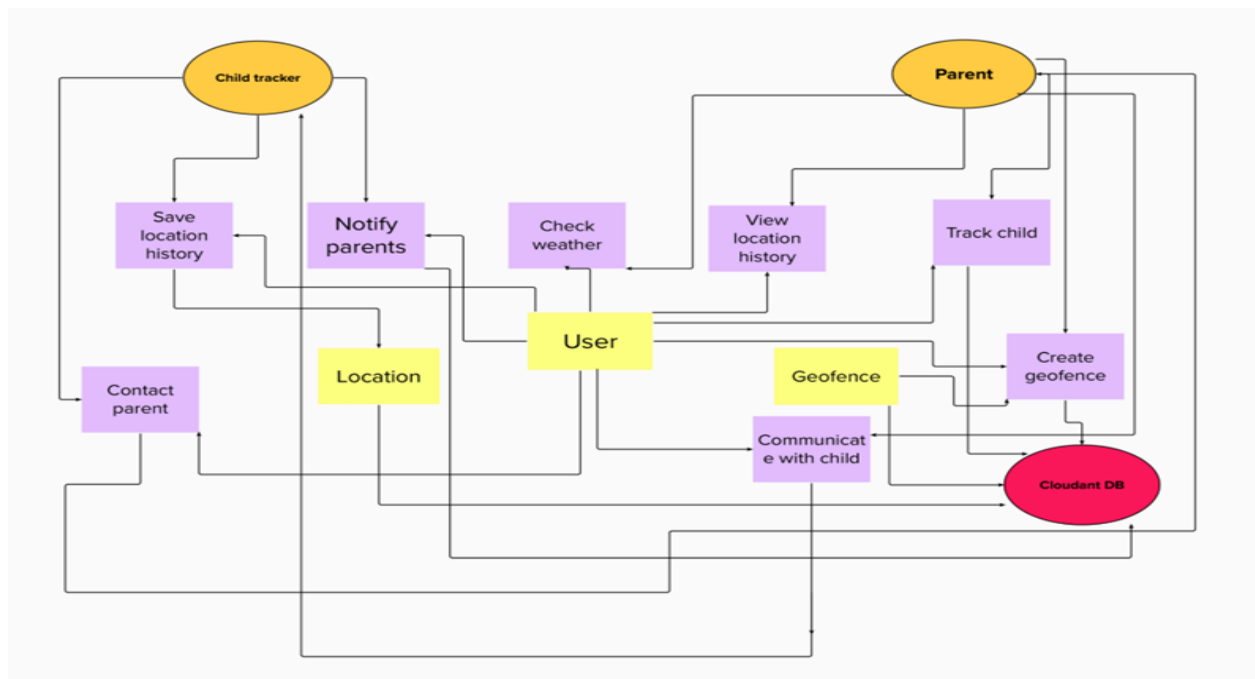 Child tracker
Parent
Save
location
history
Notify
parents
Check
weather
View
location
history
Track child
User
Location
Geofence
Create
geofence
Contact
parent
Communicat
e with child
Cloudant DB